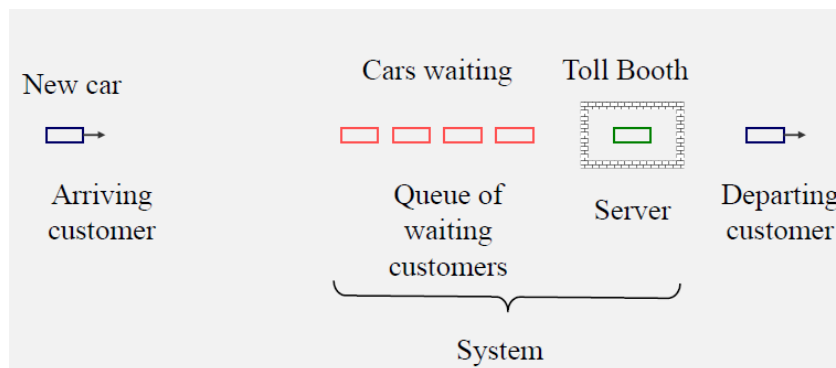 New car
Cars waiting
Toll Booth
Arriving
customer
Queue of
waiting
customers
Server
Departing
customer
System